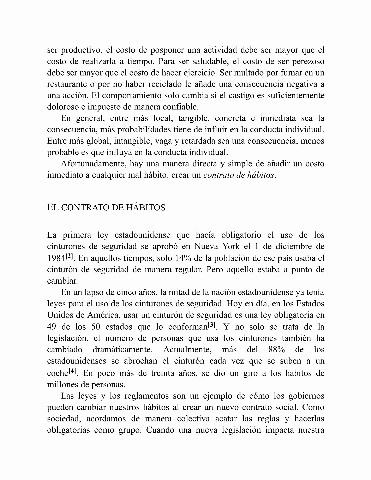 ser productivo, el costo de posponer una actividad debe ser mayor que el
costo de realizarla a tiempo. Para ser saludable, el costo de ser perezoso
debe ser mayor que el costo de hacer ejercicio. Ser multado por fumar en un
restaurante o por no haber reciclado le añade una consecuencia negativa a
una acción. El comportamiento solo cambia si el castigo es suficientemente
doloroso e impuesto de manera confiable.
En general, entre más local, tangible, concreta e inmediata sea la
consecuencia, más probabilidades tiene de influir en la conducta individual.
Entre más global, intangible, vaga y retardada sea una consecuencia, menos
probable es que influya en la conducta individual.
Afortunadamente, hay una manera directa y simple de añadir un costo
inmediato a cualquier mal hábito: crear un contrato de hábitos.
EL CONTRATO DE HÁBITOS
La primera ley estadounidense que hacía obligatorio el uso de los
cinturones de seguridad se aprobó en Nueva York el 1 de diciembre de
1984[2]. En aquellos tiempos, solo 14% de la población de ese país usaba el
cinturón de seguridad de manera regular. Pero aquello estaba a punto de
cambiar.
En un lapso de cinco años, la mitad de la nación estadounidense ya tenía
leyes para el uso de los cinturones de seguridad. Hoy en día, en los Estados
Unidos de América, usar un cinturón de seguridad es una ley obligatoria en
49 de los 50 estados que lo conforman[3]. Y no solo se trata de la
legislación, el número de personas que usa los cinturones también ha
cambiado dramáticamente. Actualmente, más del 88% de los
estadounidenses se abrochan el cinturón cada vez que se suben a un
coche[4]. En poco más de treinta años, se dio un giro a los hábitos de
millones de personas.
Las leyes y los reglamentos son un ejemplo de cómo los gobiernos
pueden cambiar nuestros hábitos al crear un nuevo contrato social. Como
sociedad, acordamos de manera colectiva acatar las reglas y hacerlas
obligatorias como grupo. Cuando una nueva legislación impacta nuestra